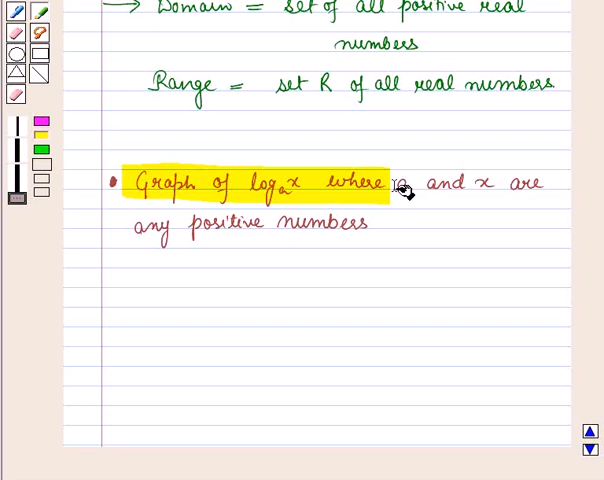 → Domain = set of all positive real
numbers
Range = set R of all real numbers.
• Graph of logₐx where a and x are
any positive numbers